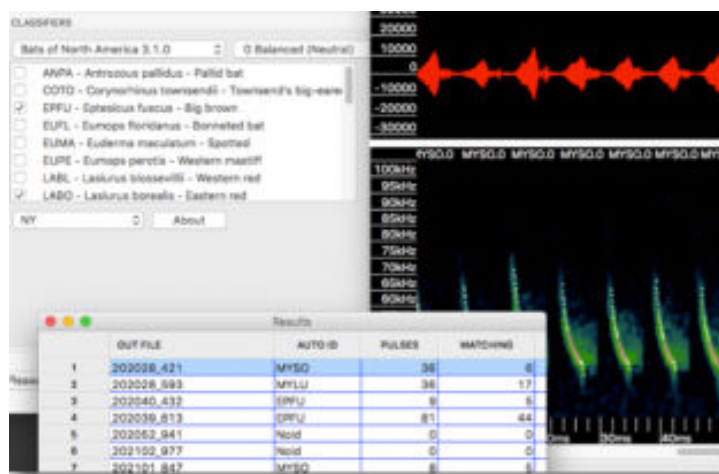 CLASSIFIERS
Bats of North America 3.1.0
0 Balanced (Neutral)
ANPA - Antrozous pallidus - Pallid bat
COTO - Corynorhinus townsendii - Townsend's big-eare
EPFU - Eptesicus fuscus - Big brown
EUFL - Eumops floridanus - Bonneted bat
EUMA - Euderma maculatum - Spotted
EUPE - Eumops perotis - Western mastiff
LABL - Lasiurus blossevillii - Western red
LABO - Lasiurus borealis - Eastern red
NY
About
20000
10000
0
-10000
-20000
-30000
MYSO.0 MYSO.0 MYSO.0 MYSO.0 MYSO.0
100kHz
95kHz
90kHz
85kHz
80kHz
75kHz
70kHz
65kHz
60kHz
30ms 40ms
Results
OUT FILE AUTO ID PULSES MATCHING
1 202028_421 MYSO 36 6
2 202028_593 MYLU 36 17
3 202040_432 EPFU 9 5
4 202039_613 EPFU 81 44
5 202052_941 NoId 0 0
6 202102_977 NoId 0 0
7 202101_847 MYSO 6 5